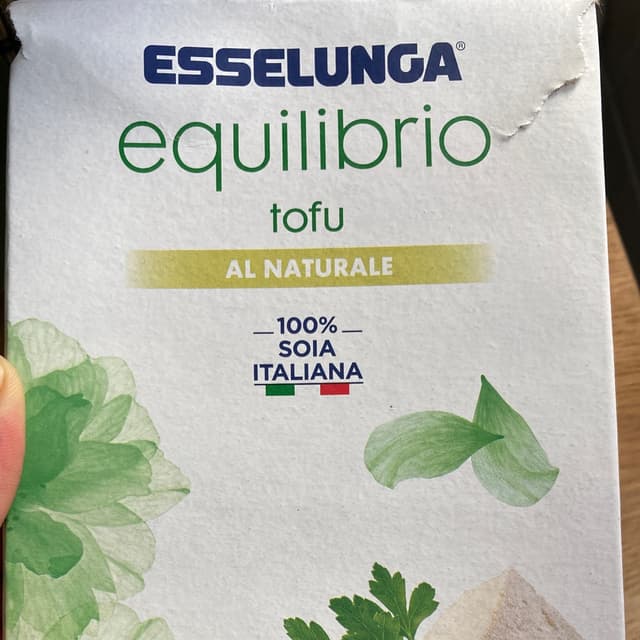 ESSELUNGA®
equilibrio
tofu
AL NATURALE
100%
SOIA
ITALIANA